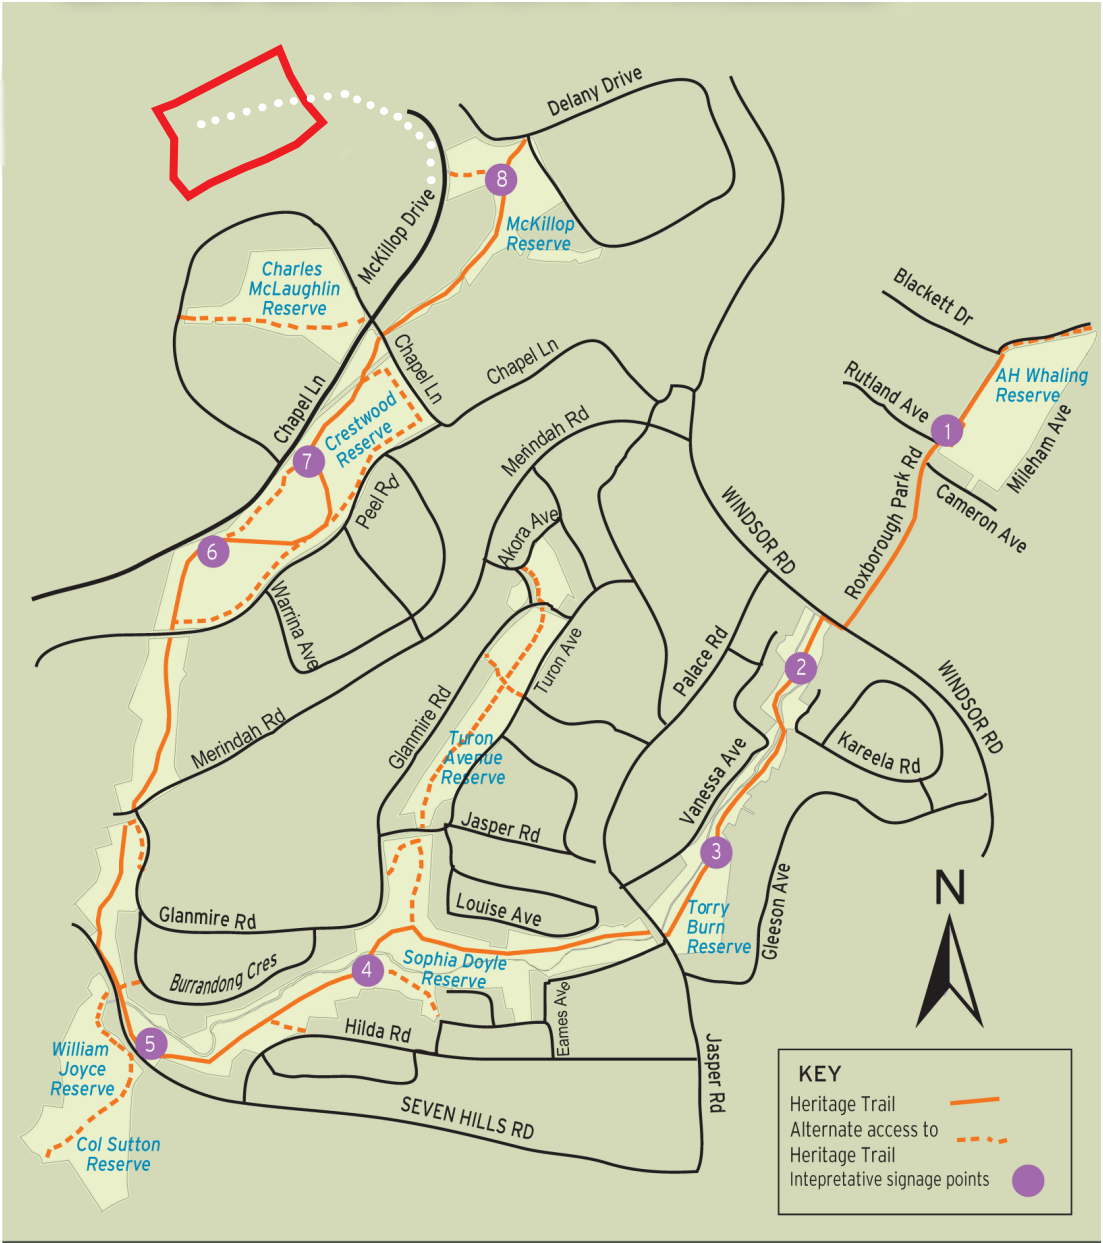 Delany Drive
8
McKillop
Reserve
McKillop Drive
Charles
McLaughlin
Reserve
Blackett Dr
Chapel Ln
Chapel Ln
Chapel Ln
AH Whaling
Reserve
Rutland Ave
Mileham Ave
1
Crestwood
Reserve
7
Merindah Rd
Roxborough Park Rd
Cameron Ave
Peel Rd
WINDSOR RD
Akora Ave
6
Warrina Ave
Turon Ave
Palace Rd
2
WINDSOR RD
Merindah Rd
Glanmire Rd
Turon
Avenue
Reserve
Vanessa Ave
Kareela Rd
Jasper Rd
3
Glanmire Rd
Louise Ave
Torry
Burn
Reserve
Gleeson Ave
N
Burrandong Cres
4
Sophia Doyle
Reserve
Eames Ave
Hilda Rd
5
William
Joyce
Reserve
Jasper Rd
SEVEN HILLS RD
Col Sutton
Reserve
KEY
Heritage Trail
Alternate access to
Heritage Trail
Intepretative signage points